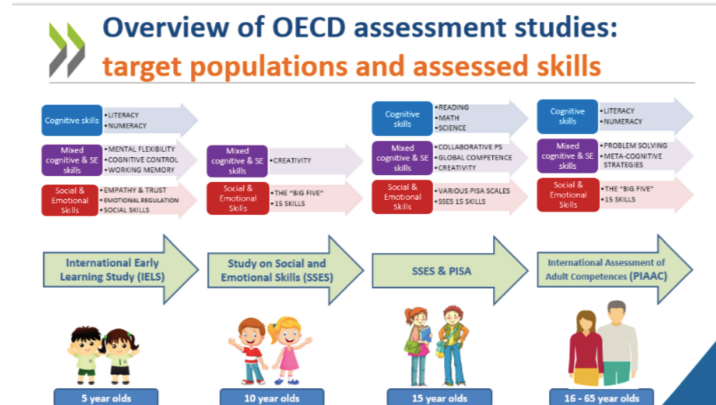 Overview of OECD assessment studies:
target populations and assessed skills
Cognitive skills
•LITERACY
•NUMERACY
Mixed
cognitive & SE
skills
•MENTAL FLEXIBILITY
•COGNITIVE CONTROL
•WORKING MEMORY
Social &
Emotional
Skills
•EMPATHY & TRUST
•EMOTIONAL REGULATION
•SOCIAL SKILLS
Mixed
cognitive & SE
skills
•CREATIVITY
Social &
Emotional
Skills
•THE "BIG FIVE"
•15 SKILLS
Cognitive
skills
•READING
•MATH
•SCIENCE
Mixed
cognitive & SE
skills
•COLLABORATIVE PS
•GLOBAL COMPETENCE
•CREATIVITY
Social &
Emotional
Skills
•VARIOUS PISA SCALES
•SSES 15 SKILLS
Cognitive
skills
•LITERACY
•NUMERACY
Mixed
cognitive & SE
skills
•PROBLEM SOLVING
•META-COGNITIVE
STRATEGIES
Social &
Emotional
Skills
•THE "BIG FIVE"
•15 SKILLS
International Early
Learning Study (IELS)
Study on Social and
Emotional Skills (SSES)
SSES & PISA
International Assessment of
Adult Competences (PIAAC)
5 year olds
10 year olds
15 year olds
16 - 65 year olds